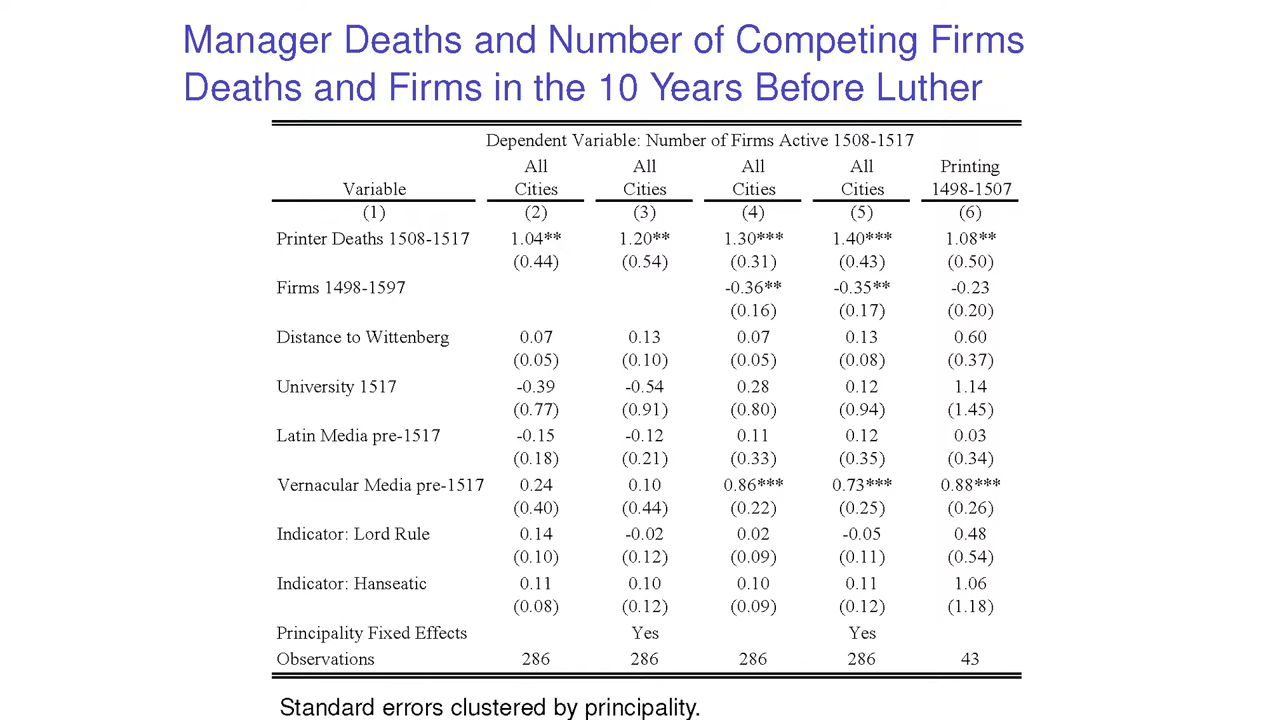 Manager Deaths and Number of Competing Firms
Deaths and Firms in the 10 Years Before Luther
Dependent Variable: Number of Firms Active 1508-1517
All All All All Printing
Variable Cities Cities Cities Cities 1498-1507
(1) (2) (3) (4) (5) (6)
Printer Deaths 1508-1517 1.04** 1.20** 1.30*** 1.40*** 1.08**
(0.44) (0.54) (0.31) (0.43) (0.50)
Firms 1498-1597 -0.36** -0.35** -0.23
(0.16) (0.17) (0.20)
Distance to Wittenberg 0.07 0.13 0.07 0.13 0.60
(0.05) (0.10) (0.05) (0.08) (0.37)
University 1517 -0.39 -0.54 0.28 0.12 1.14
(0.77) (0.91) (0.80) (0.94) (1.45)
Latin Media pre-1517 -0.15 -0.12 0.11 0.12 0.03
(0.18) (0.21) (0.33) (0.35) (0.34)
Vernacular Media pre-1517 0.24 0.10 0.86*** 0.73*** 0.88***
(0.40) (0.44) (0.22) (0.25) (0.26)
Indicator: Lord Rule 0.14 -0.02 0.02 -0.05 0.48
(0.10) (0.12) (0.09) (0.11) (0.54)
Indicator: Hanseatic 0.11 0.10 0.10 0.11 1.06
(0.08) (0.12) (0.09) (0.12) (1.18)
Principality Fixed Effects Yes Yes
Observations 286 286 286 286 43
Standard errors clustered by principality.